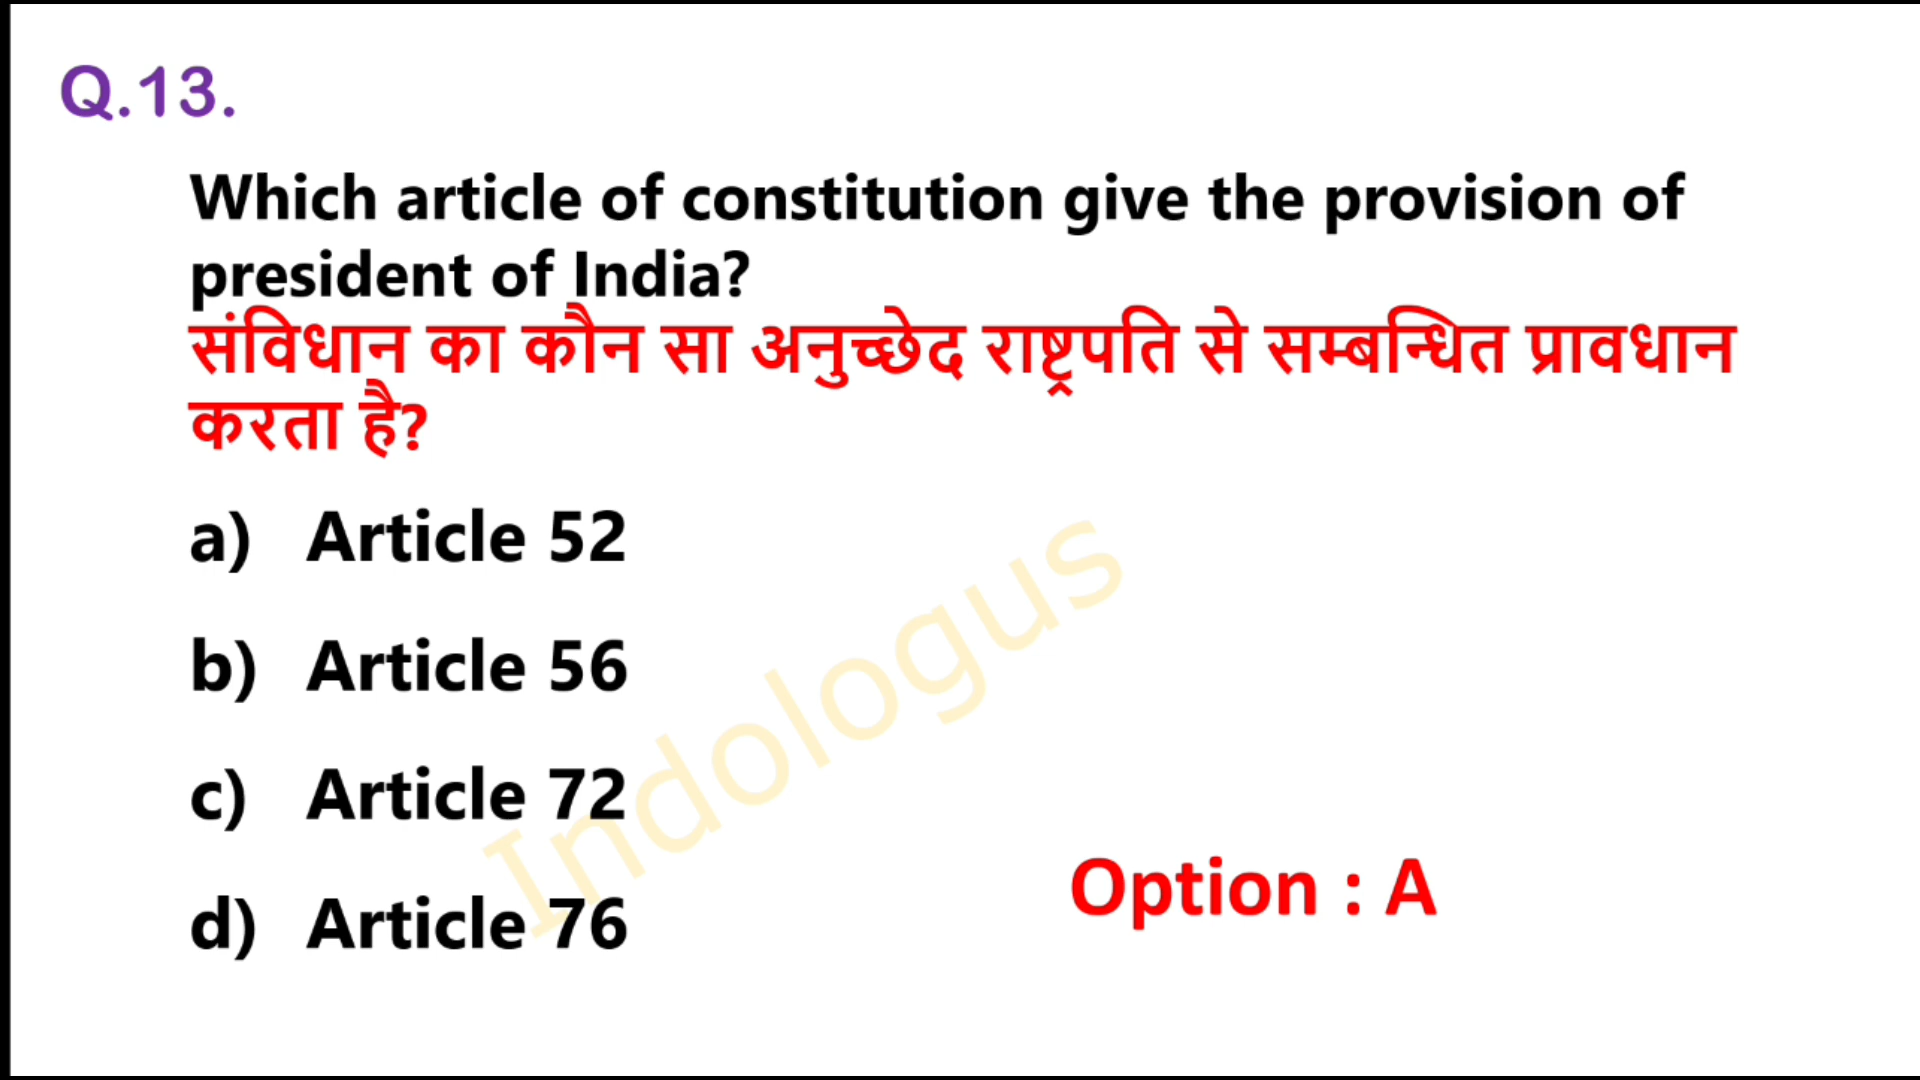 Q.13.
Which article of constitution give the provision of
president of India?
संविधान का कौन सा अनुच्छेद राष्ट्रपति से सम्बन्धित प्रावधान
करता है?
a) Article 52
b) Article 56
c) Article 72
d) Article 76
Indologus
Option : A